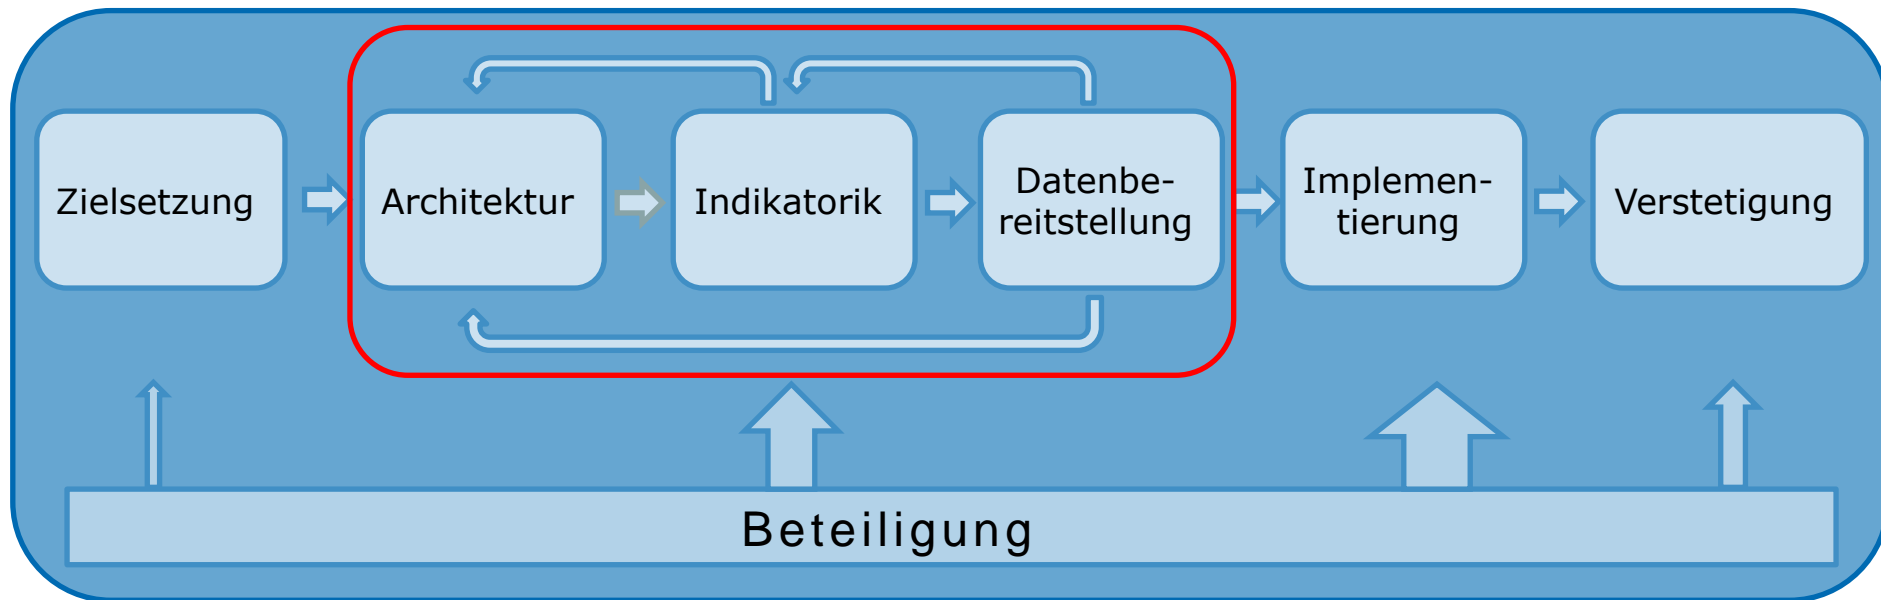 Zielsetzung
Architektur
Indikatorik
Datenbe-
reitstellung
Implemen-
tierung
Verstetigung
Beteiligung